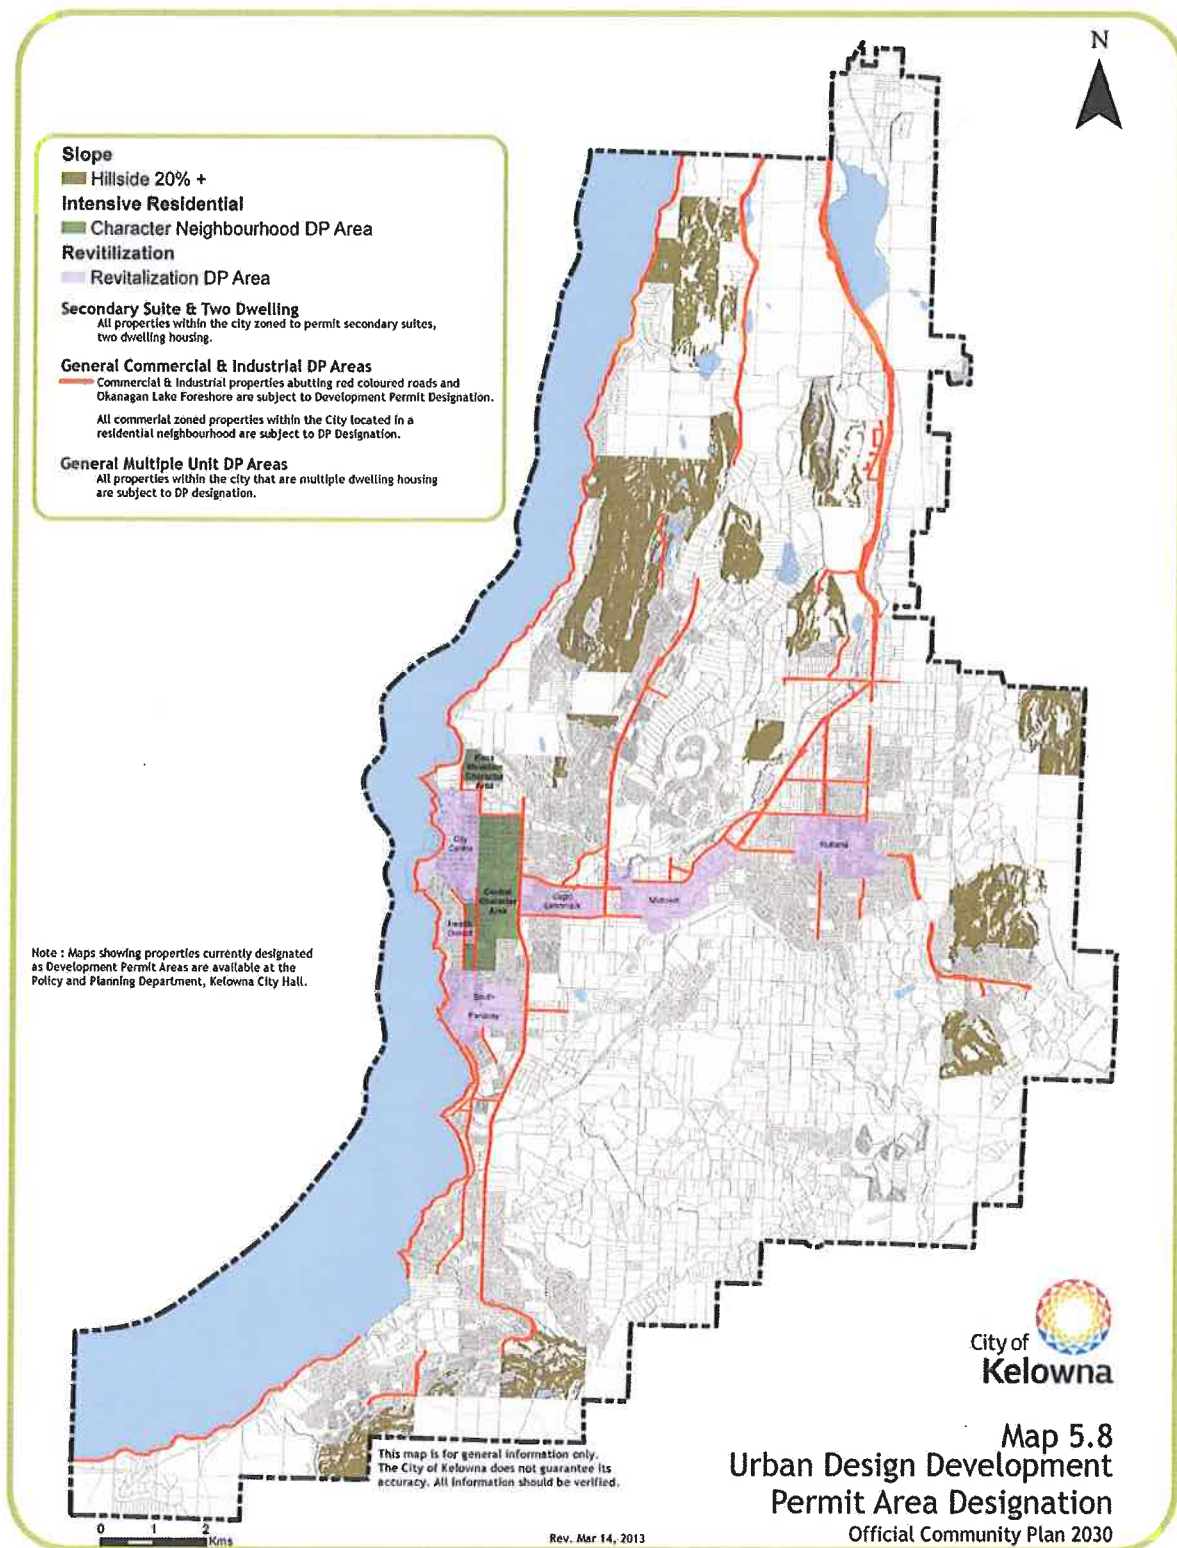 N
Slope
Hillside 20% +
Intensive Residential
Character Neighbourhood DP Area
Revitilization
Revitalization DP Area
Secondary Suite & Two Dwelling
All properties within the city zoned to permit secondary suites,
two dwelling housing.
General Commercial & Industrial DP Areas
Commercial & Industrial properties abutting red coloured roads and
Okanagan Lake Foreshore are subject to Development Permit Designation.
All commerial zoned properties within the City located in a
residential neighbourhood are subject to DP Designation.
General Multiple Unit DP Areas
All properties within the city that are multiple dwelling housing
are subject to DP designation.
Character
Area
City
Centre
Rutland
Central
Character
Area
Capri
Landmark
Midtown
Health
District
South
Pandosy
Note : Maps showing properties currently designated
as Development Permit Areas are available at the
Policy and Planning Department, Kelowna City Hall.
City of
Kelowna
Map 5.8
Urban Design Development
Permit Area Designation
Official Community Plan 2030
This map is for general information only.
The City of Kelowna does not guarantee its
accuracy. All information should be verified.
0 1 2
Kms
Rev. Mar 14, 2013